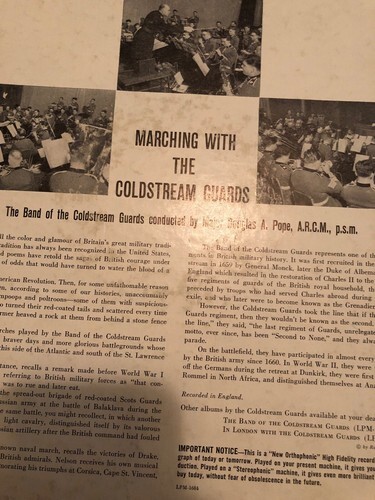 MARCHING WITH
THE
COLDSTREAM GUARDS
The Band of the Coldstream Guards conducted by Major Douglas A. Pope, A.R.C.M., p.s.m.
ll the color and glamour of Britain's great military tradi-
adition has always been recognized in the United States,
d poems have retold the saga of British courage under
of odds that would have turned to water the blood of a
merican Revolution. Then, for some unfathomable reason
n, according to some of our histories, unaccountably
mpoops and poltroons—some of them with suspicious-
o turned their red-coated tails and scattered every time
rmer heaved a rock at them from behind a stone fence
rches played by the Band of the Coldstream Guards
braver days and more glorious battlegrounds whose
this side of the Atlantic and south of the St. Lawrence
tance, recalls a remark made before World War I
referring to British military forces as "that con-
was to rue and later
the spread-out brigade of red-coated Scots Guards
ussian army at the battle of Balaklava during the
same battle, you might recollect, in which another
light cavalry, distinguished itself by its valorous
ussian artillery after the British command had fouled
nown naval march, recalls the victories of Drake,
British admirals. Nelson receives his own musical
morating his triumphs at Corsica, Cape St. Vincent,
The Band of the Coldstream Guards represents one of
ments in British military history. It was first recruited in the
stream in 1659 by General Monck, later the Duke of Albema
England which resulted in the restoration of Charles II to the
five regiments of guards of the British royal household, the
preceded by troops who had served Charles abroad during
exile, and who later were to become known as the Grenadier
"However, the Coldstream Guards took the line that if the
Guards regiment, then they wouldn't be known as the second.
the line," they said, "the last regiment of Guards, unrelegate
motto, ever since, has been "Second to None," and they alwa
parade.
On the battlefield, they have participated in almost every
by the British army since 1660. In World War II, they were
off the Germans during the retreat at Dunkirk, they were first
Rommel in North Africa, and distinguished themselves at Anz
Recorded in England.
Other albums by the Coldstream Guards available at your dea
THE BAND OF THE COLDSTREAM GUARDS (LPM-
IN LONDON WITH THE COLDSTREAM GUARDS (LP
IMPORTANT NOTICE—This is a "New Orthophonic" High Fidelity record
graph of today or tomorrow. Played on your present machine, it gives you
duction. Played on a "Stereophonic" machine, it gives even more brilliant
buy today, without fear of obsolescence in the future.
LPM-1684